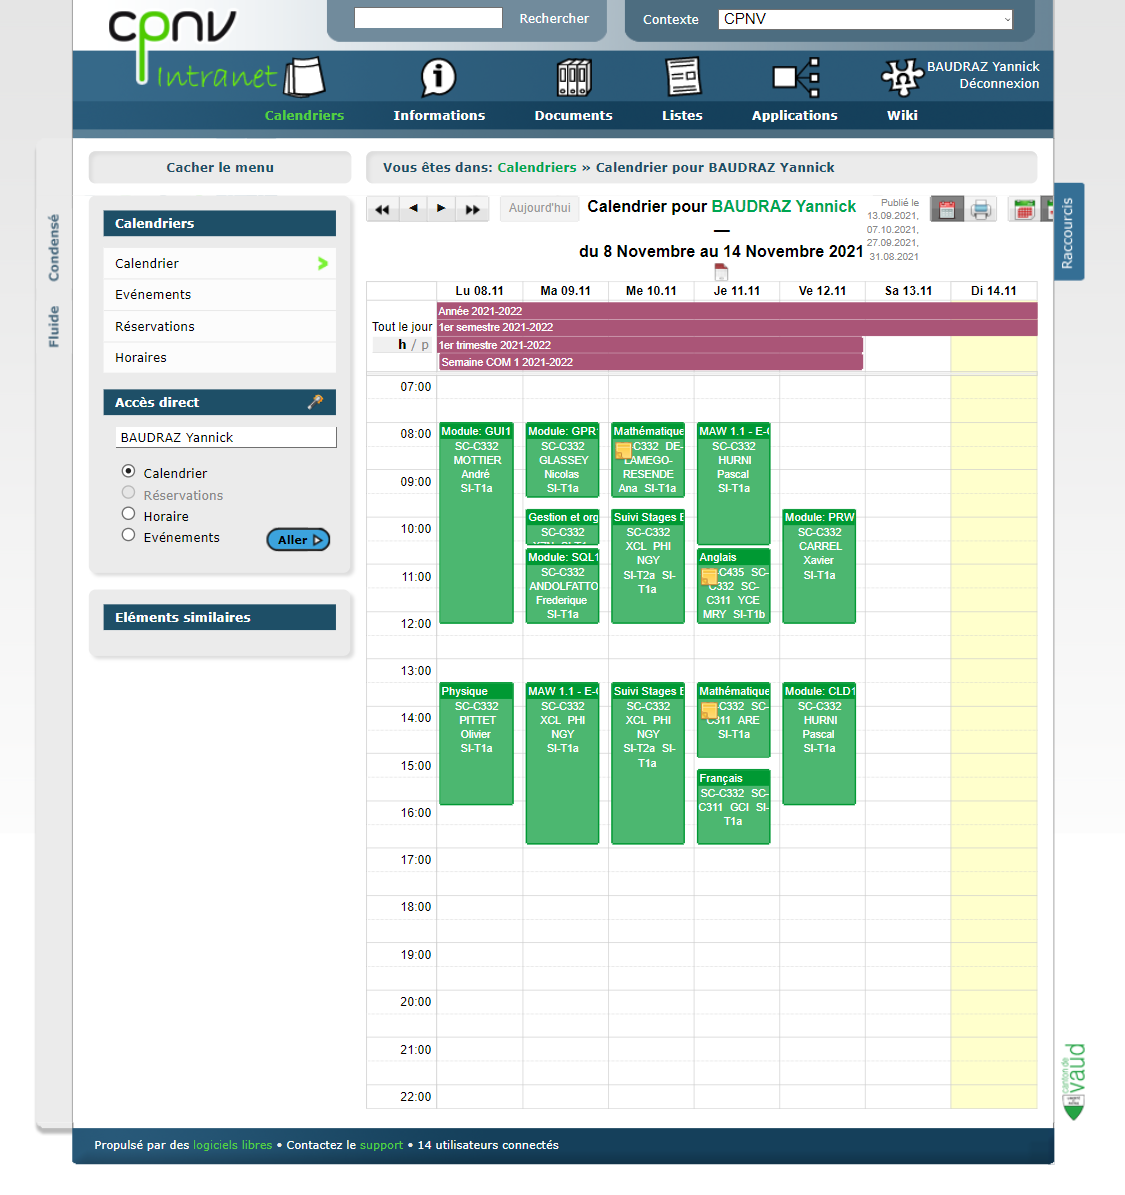 cpnv
Intranet
Rechercher
Contexte
CPNV
BAUDRAZ Yannick
Déconnexion
Calendriers
Informations
Documents
Listes
Applications
Wiki
Condensé
Fluide
Raccourcis
Cacher le menu
Vous êtes dans: Calendriers » Calendrier pour BAUDRAZ Yannick
Calendriers
Calendrier
Evénements
Réservations
Horaires
Accès direct
BAUDRAZ Yannick
Calendrier
Réservations
Horaire
Evénements
Aller
Eléments similaires
Aujourd'hui
Calendrier pour BAUDRAZ Yannick
—
du 8 Novembre au 14 Novembre 2021
Publié le
13.09.2021,
07.10.2021,
27.09.2021,
31.08.2021
Lu 08.11
Ma 09.11
Me 10.11
Je 11.11
Ve 12.11
Sa 13.11
Di 14.11
Tout le jour
h / p
Année 2021-2022
1er semestre 2021-2022
1er trimestre 2021-2022
Semaine COM 1 2021-2022
07:00
08:00
09:00
10:00
11:00
12:00
13:00
14:00
15:00
16:00
17:00
18:00
19:00
20:00
21:00
22:00
Module: GUI1
SC-C332
MOTTIER
André
SI-T1a
Physique
SC-C332
PITTET
Olivier
SI-T1a
Module: GPR
SC-C332
GLASSEY
Nicolas
SI-T1a
Gestion et org
SC-C332
Module: SQL1
SC-C332
ANDOLFATTO
Frederique
SI-T1a
MAW 1.1 - E-
SC-C332
XCL PHI
NGY
SI-T1a
Mathématique
C332 DE-
LAMEGO-
RESENDE
Ana SI-T1a
Suivi Stages E
SC-C332
XCL PHI
NGY
SI-T2a SI-
T1a
Suivi Stages E
SC-C332
XCL PHI
NGY
SI-T2a SI-
T1a
MAW 1.1 - E-
SC-C332
HURNI
Pascal
SI-T1a
Anglais
C435 SC-
C332 SC-
C311 YCE
MRY SI-T1b
Mathématique
C332 SC-
C311 ARE
SI-T1a
Français
SC-C332 SC-
C311 GCI SI-
T1a
Module: PRW
SC-C332
CARREL
Xavier
SI-T1a
Module: CLD1
SC-C332
HURNI
Pascal
SI-T1a
canton de
vaud
Propulsé par des logiciels libres • Contactez le support • 14 utilisateurs connectés